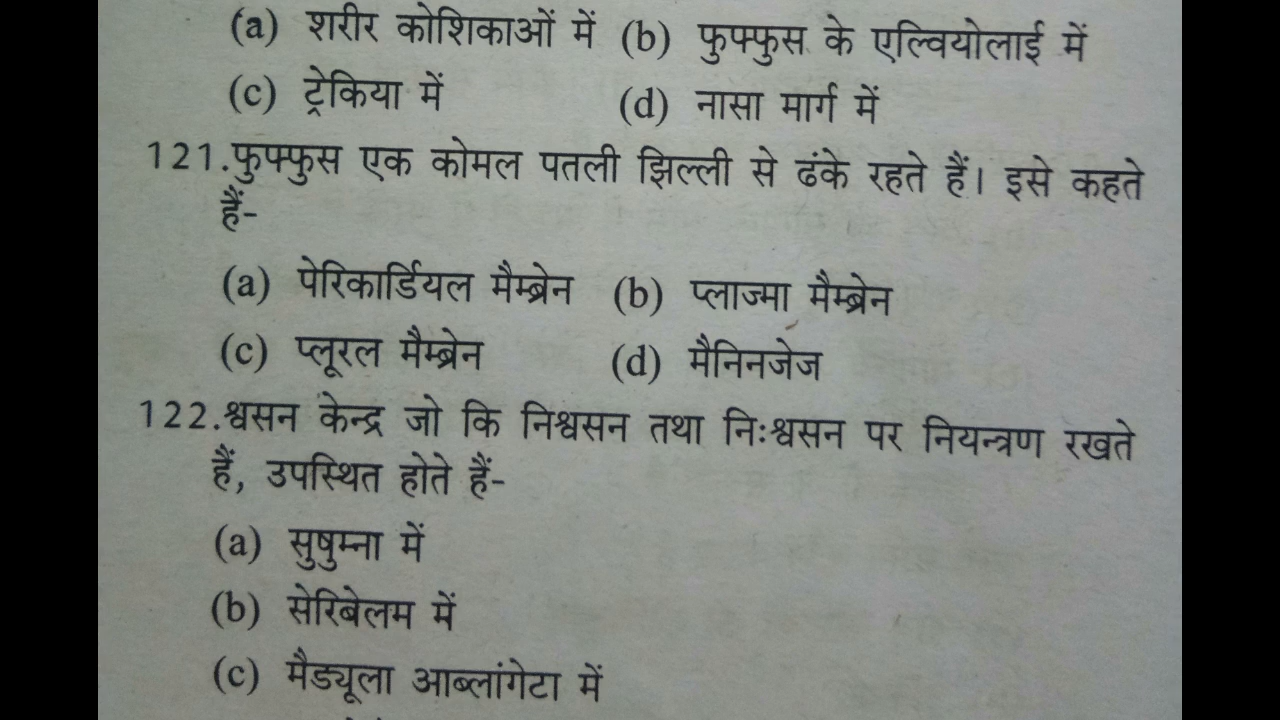 (a) शरीर कोशिकाओं में (b) फुफ्फुस के एल्वियोलाई में
(c) ट्रेकिया में (d) नासा मार्ग में
121.फुफ्फुस एक कोमल पतली झिल्ली से ढंके रहते हैं। इसे कहते
हैं-
(a) पेरिकार्डियल मैम्ब्रेन (b) प्लाज्मा मैम्ब्रेन
(c) प्लूरल मैम्ब्रेन (d) मैनिनजेज
122.श्वसन केन्द्र जो कि निश्वसन तथा निःश्वसन पर नियन्त्रण रखते
हैं, उपस्थित होते हैं-
(a) सुषुम्ना में
(b) सेरिबेलम में
(c) मैड्यूला आब्लांगेटा में